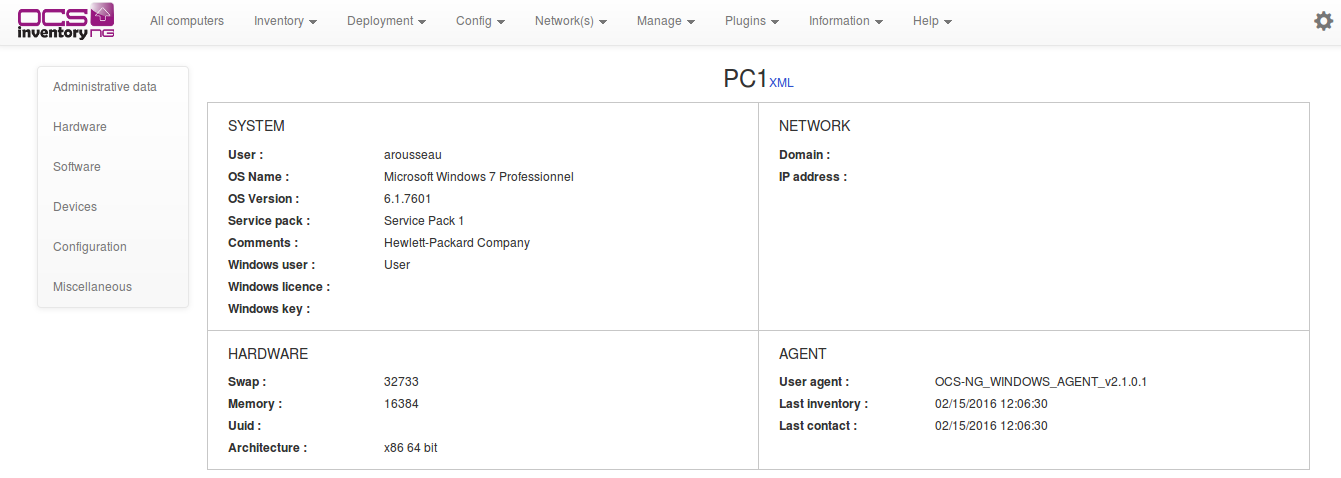 OCS
inventory NG
All computers Inventory Deployment Config Network(s) Manage Plugins Information Help
Administrative data
Hardware
Software
Devices
Configuration
Miscellaneous
PC1 XML
SYSTEM
User : arousseau
OS Name : Microsoft Windows 7 Professionnel
OS Version : 6.1.7601
Service pack : Service Pack 1
Comments : Hewlett-Packard Company
Windows user : User
Windows licence :
Windows key :
NETWORK
Domain :
IP address :
HARDWARE
Swap : 32733
Memory : 16384
Uuid :
Architecture : x86 64 bit
AGENT
User agent : OCS-NG_WINDOWS_AGENT_v2.1.0.1
Last inventory : 02/15/2016 12:06:30
Last contact : 02/15/2016 12:06:30